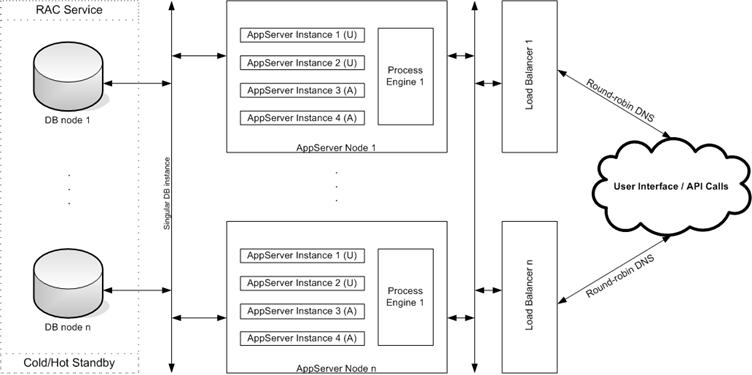 RAC Service
DB node 1
DB node n
Cold/Hot Standby
Singular DB instance
AppServer Instance 1 (U)
AppServer Instance 2 (U)
AppServer Instance 3 (A)
AppServer Instance 4 (A)
Process
Engine 1
AppServer Node 1
AppServer Instance 1 (U)
AppServer Instance 2 (U)
AppServer Instance 3 (A)
AppServer Instance 4 (A)
Process
Engine 1
AppServer Node n
Load Balancer 1
Load Balancer n
Round-robin DNS
User Interface / API Calls
Round-robin DNS